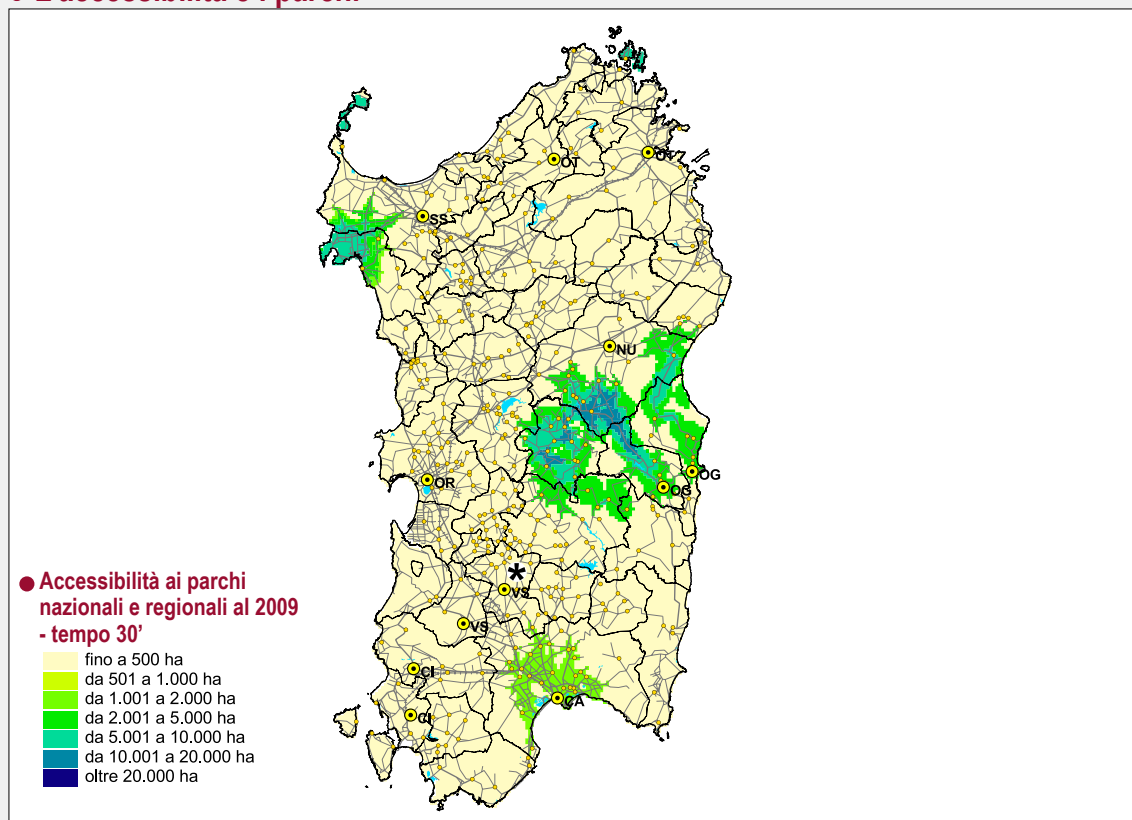 OT
OT
SS
NU
OG
OG
OR
*
VS
VS
CI
CA
CI
Accessibilità ai parchi
nazionali e regionali al 2009
- tempo 30'
fino a 500 ha
da 501 a 1.000 ha
da 1.001 a 2.000 ha
da 2.001 a 5.000 ha
da 5.001 a 10.000 ha
da 10.001 a 20.000 ha
oltre 20.000 ha